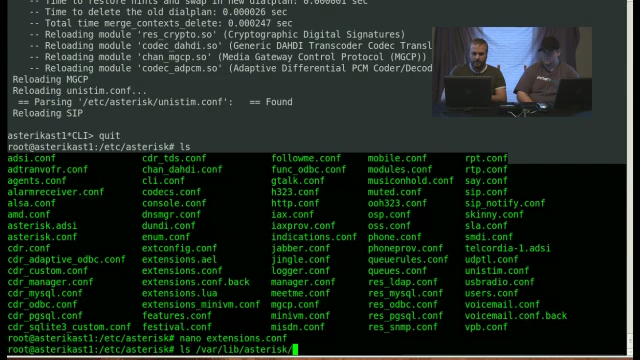 -- Time to restore hints and swap in new dialplan: 0.000001 sec
-- Time to delete the old dialplan: 0.000026 sec
-- Total time merge_contexts_delete: 0.000247 sec
-- Reloading module 'res_crypto.so' (Cryptographic Digital Signatures)
-- Reloading module 'codec_dahdi.so' (Generic DAHDI Transcoder Codec Transl
-- Reloading module 'chan_mgcp.so' (Media Gateway Control Protocol (MGCP))
-- Reloading module 'codec_adpcm.so' (Adaptive Differential PCM Coder/Decod
Reloading MGCP
Reloading unistim.conf...
== Parsing '/etc/asterisk/unistim.conf': == Found
Reloading SIP
asterikast1*CLI> quit
root@asterikast1:/etc/asterisk# ls
adsi.conf cdr_tds.conf followme.conf mobile.conf rpt.conf
adtranvofr.conf chan_dahdi.conf func_odbc.conf modules.conf rtp.conf
agents.conf cli.conf gtalk.conf musiconhold.conf say.conf
alarmreceiver.conf codecs.conf h323.conf muted.conf sip.conf
alsa.conf console.conf http.conf ooh323.conf sip_notify.conf
amd.conf dnsmgr.conf iax.conf osp.conf skinny.conf
asterisk.adsi dundi.conf iaxprov.conf oss.conf sla.conf
asterisk.conf enum.conf indications.conf phone.conf smdi.conf
cdr.conf extconfig.conf jabber.conf phoneprov.conf telcordia-1.adsi
cdr_adaptive_odbc.conf extensions.ael jingle.conf queuerules.conf udptl.conf
cdr_custom.conf extensions.conf logger.conf queues.conf unistim.conf
cdr_manager.conf extensions.conf.back manager.conf res_ldap.conf usbradio.conf
cdr_mysql.conf extensions.lua meetme.conf res_mysql.conf users.conf
cdr_odbc.conf extensions_minivm.conf mgcp.conf res_odbc.conf voicemail.conf
cdr_pgsql.conf features.conf minivm.conf res_pgsql.conf voicemail.conf.back
cdr_sqlite3_custom.conf festival.conf misdn.conf res_snmp.conf vpb.conf
root@asterikast1:/etc/asterisk# nano extensions.conf
root@asterikast1:/etc/asterisk# ls /var/lib/asterisk/